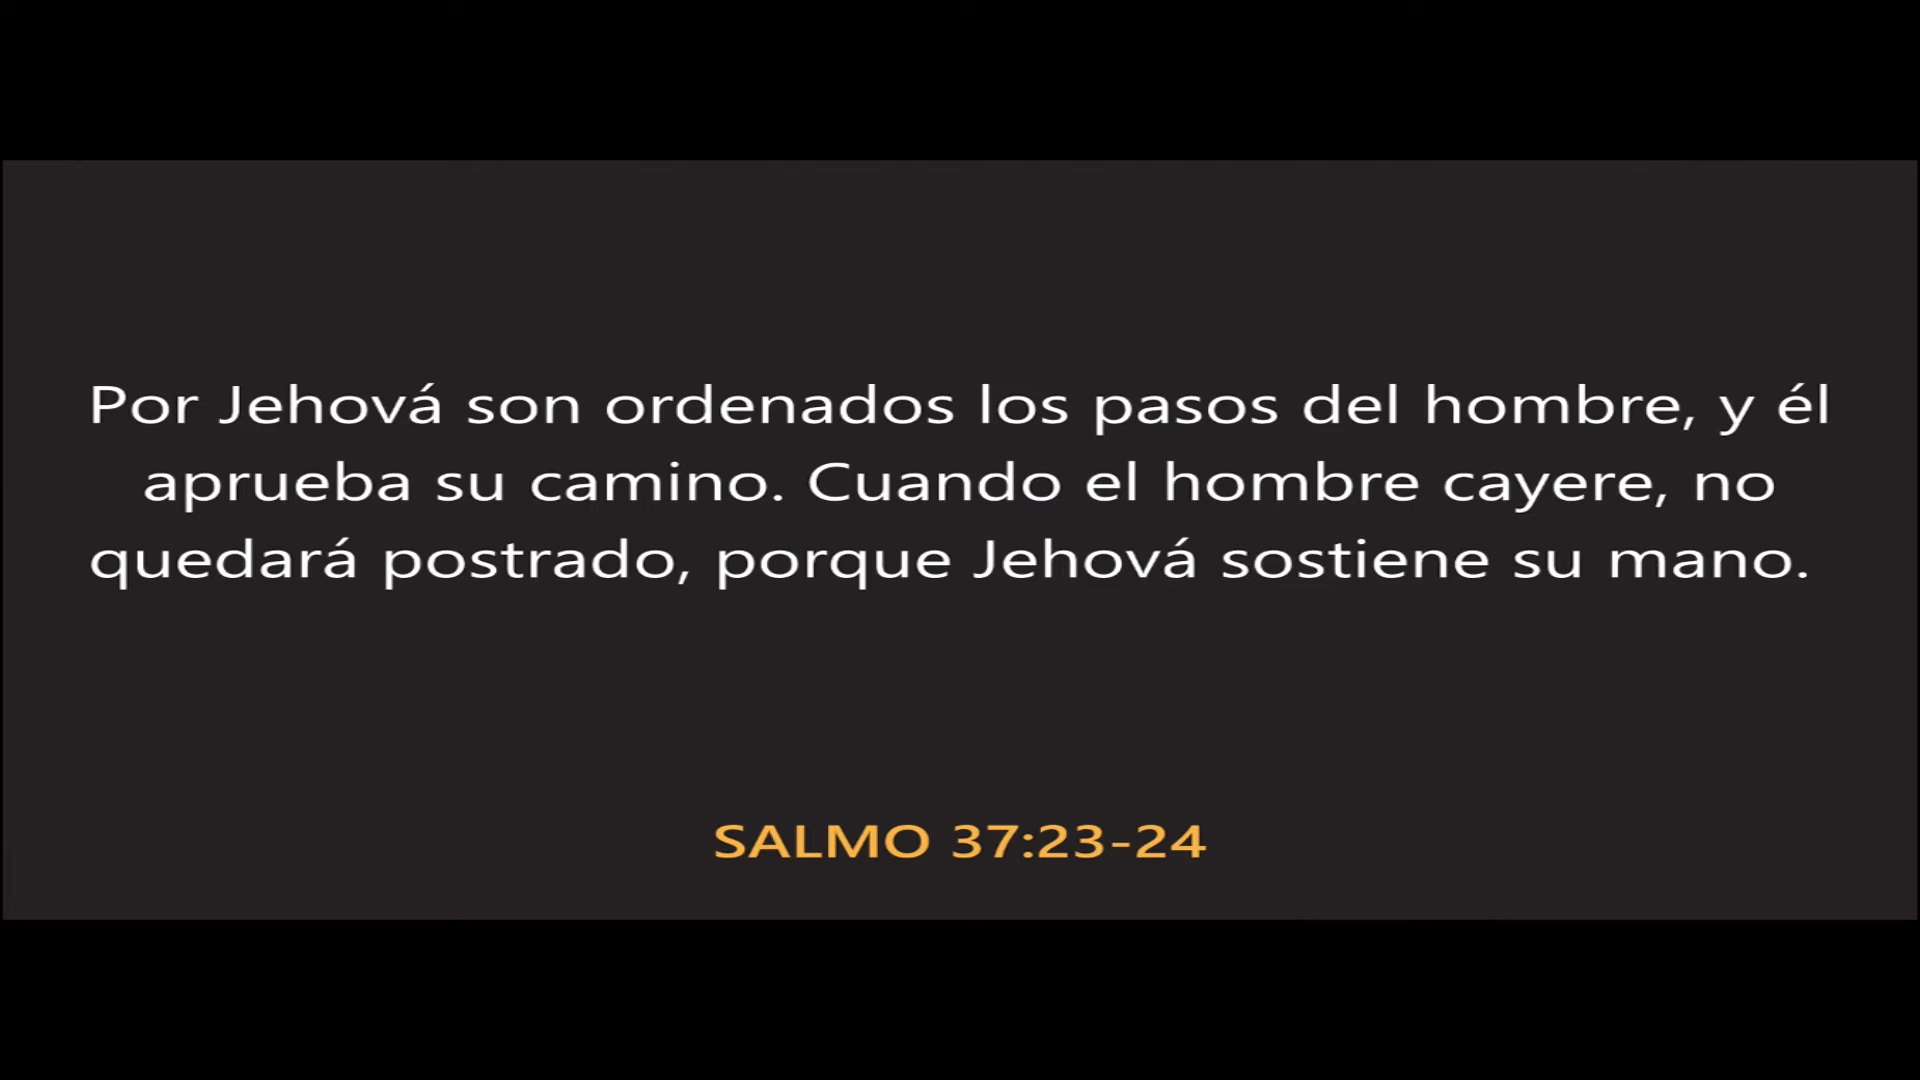 Por Jehová son ordenados los pasos del hombre, y él
aprueba su camino. Cuando el hombre cayere, no
quedará postrado, porque Jehová sostiene su mano.
SALMO 37:23-24